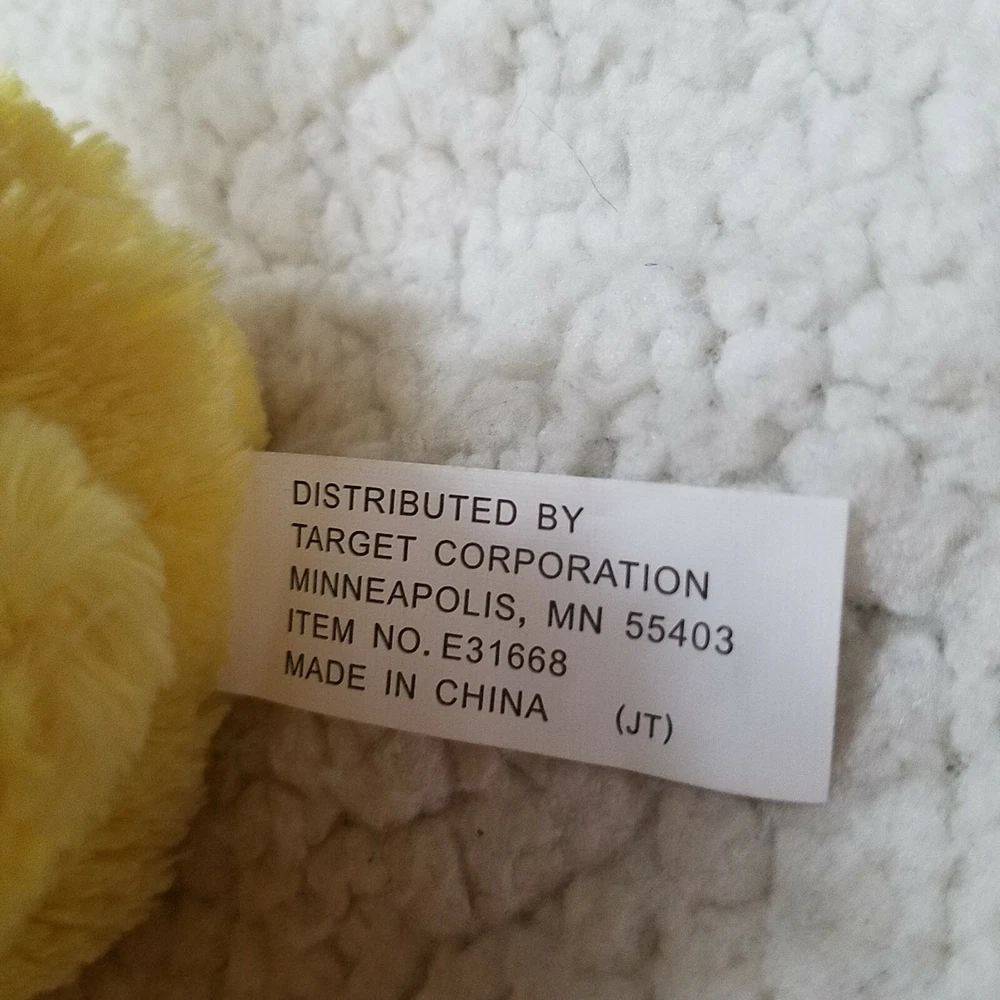 DISTRIBUTED BY
TARGET CORPORATION
MINNEAPOLIS, MN 55403
ITEM NO. E31668
MADE IN CHINA (JT)